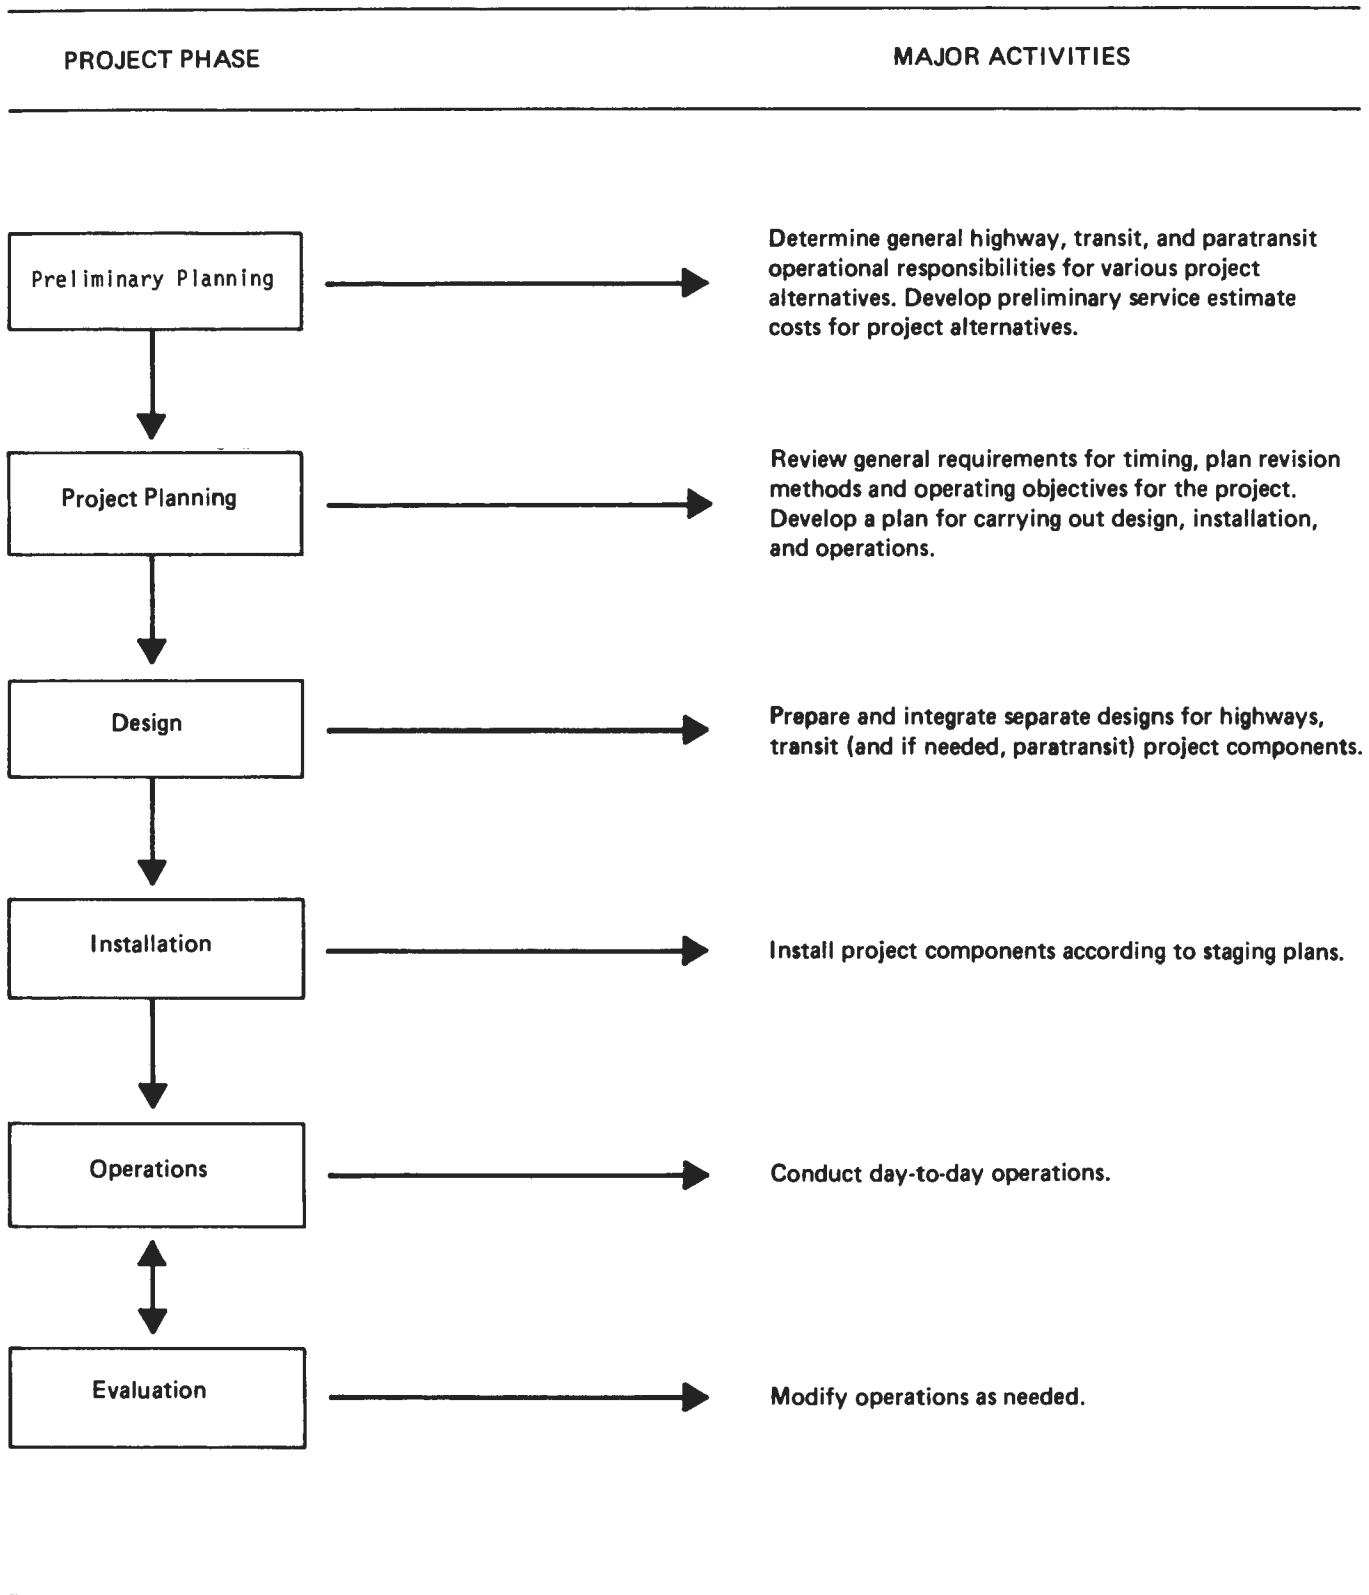 PROJECT PHASE
MAJOR ACTIVITIES
Preliminary Planning
Determine general highway, transit, and paratransit
operational responsibilities for various project
alternatives. Develop preliminary service estimate
costs for project alternatives.
Project Planning
Review general requirements for timing, plan revision
methods and operating objectives for the project.
Develop a plan for carrying out design, installation,
and operations.
Design
Prepare and integrate separate designs for highways,
transit (and if needed, paratransit) project components.
Installation
Install project components according to staging plans.
Operations
Conduct day-to-day operations.
Evaluation
Modify operations as needed.